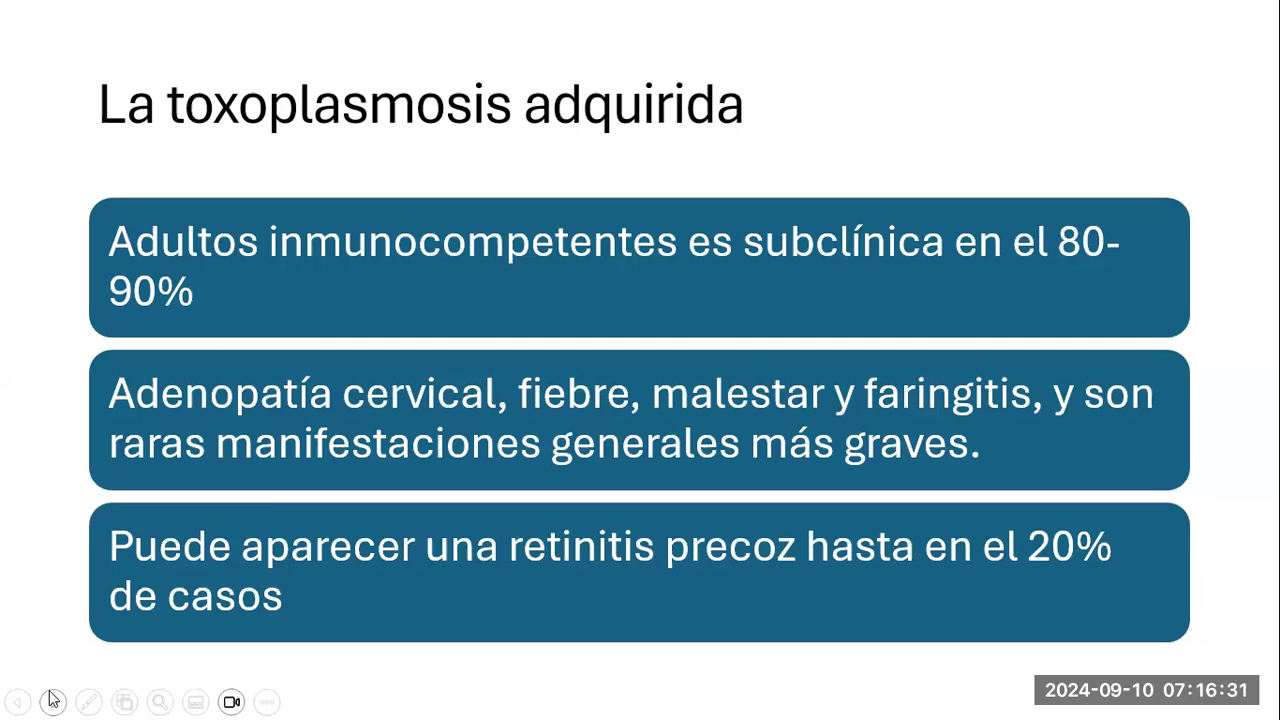 La toxoplasmosis adquirida
Adultos inmunocompetentes es subclínica en el 80-
90%
Adenopatía cervical, fiebre, malestar y faringitis, y son
raras manifestaciones generales más graves.
Puede aparecer una retinitis precoz hasta en el 20%
de casos
2024-09-10 07:16:31